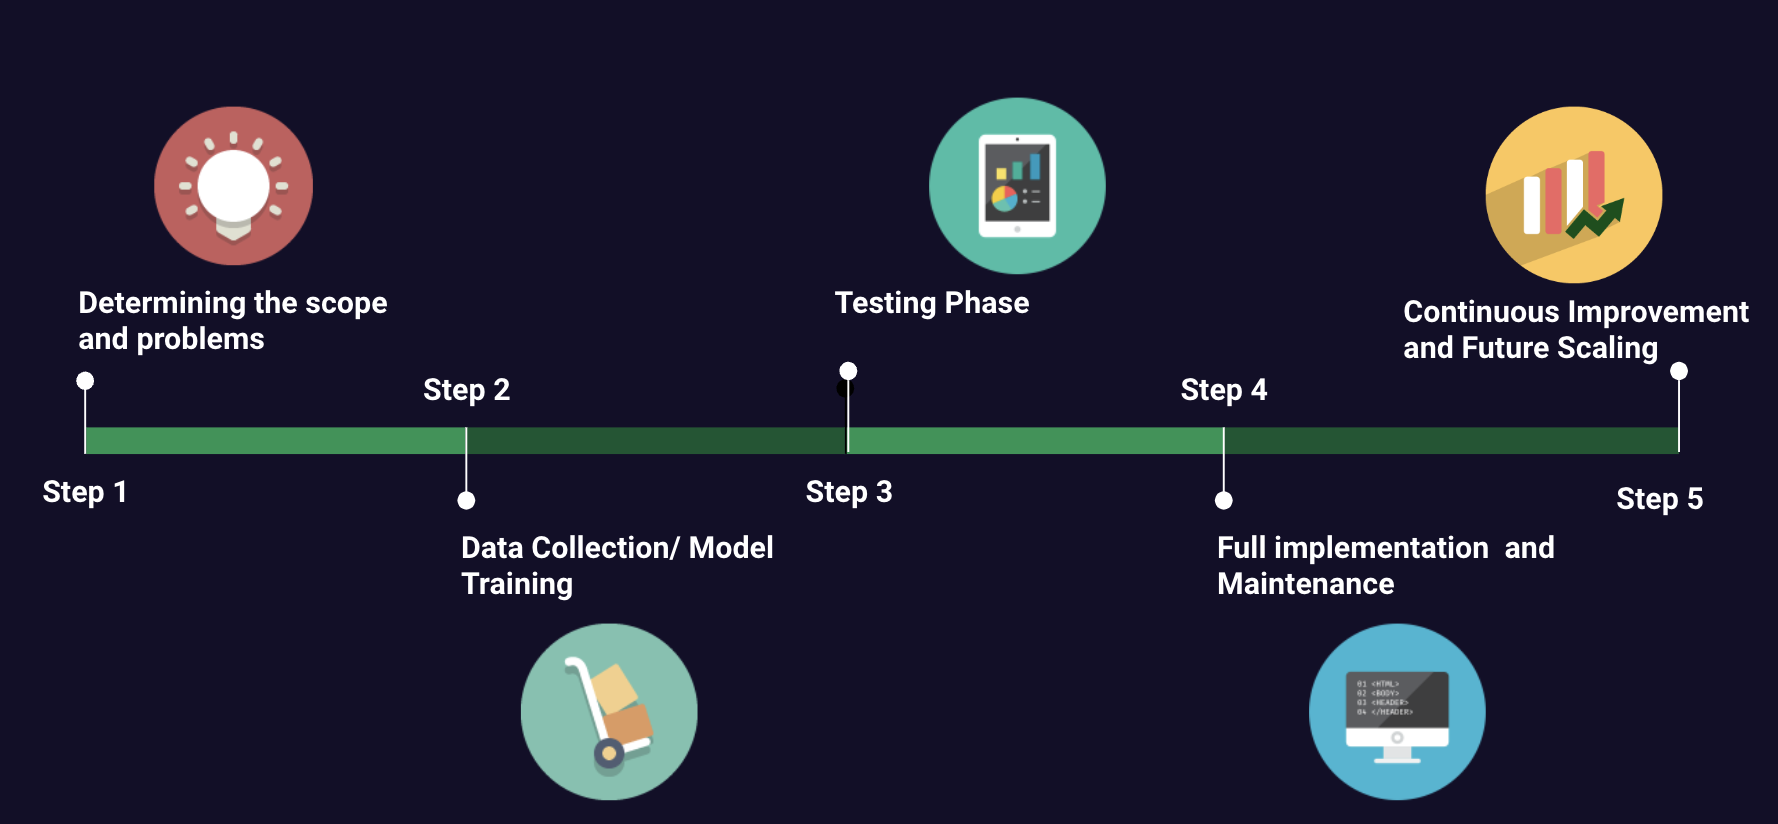 Determining the scope
and problems
Testing Phase
Continuous Improvement
and Future Scaling
Step 2
Step 4
Step 1
Step 3
Step 5
Data Collection/ Model
Training
Full implementation  and
Maintenance
01 <HTML>
02 <BODY>
03 <HEADER>
04 </HEADER>